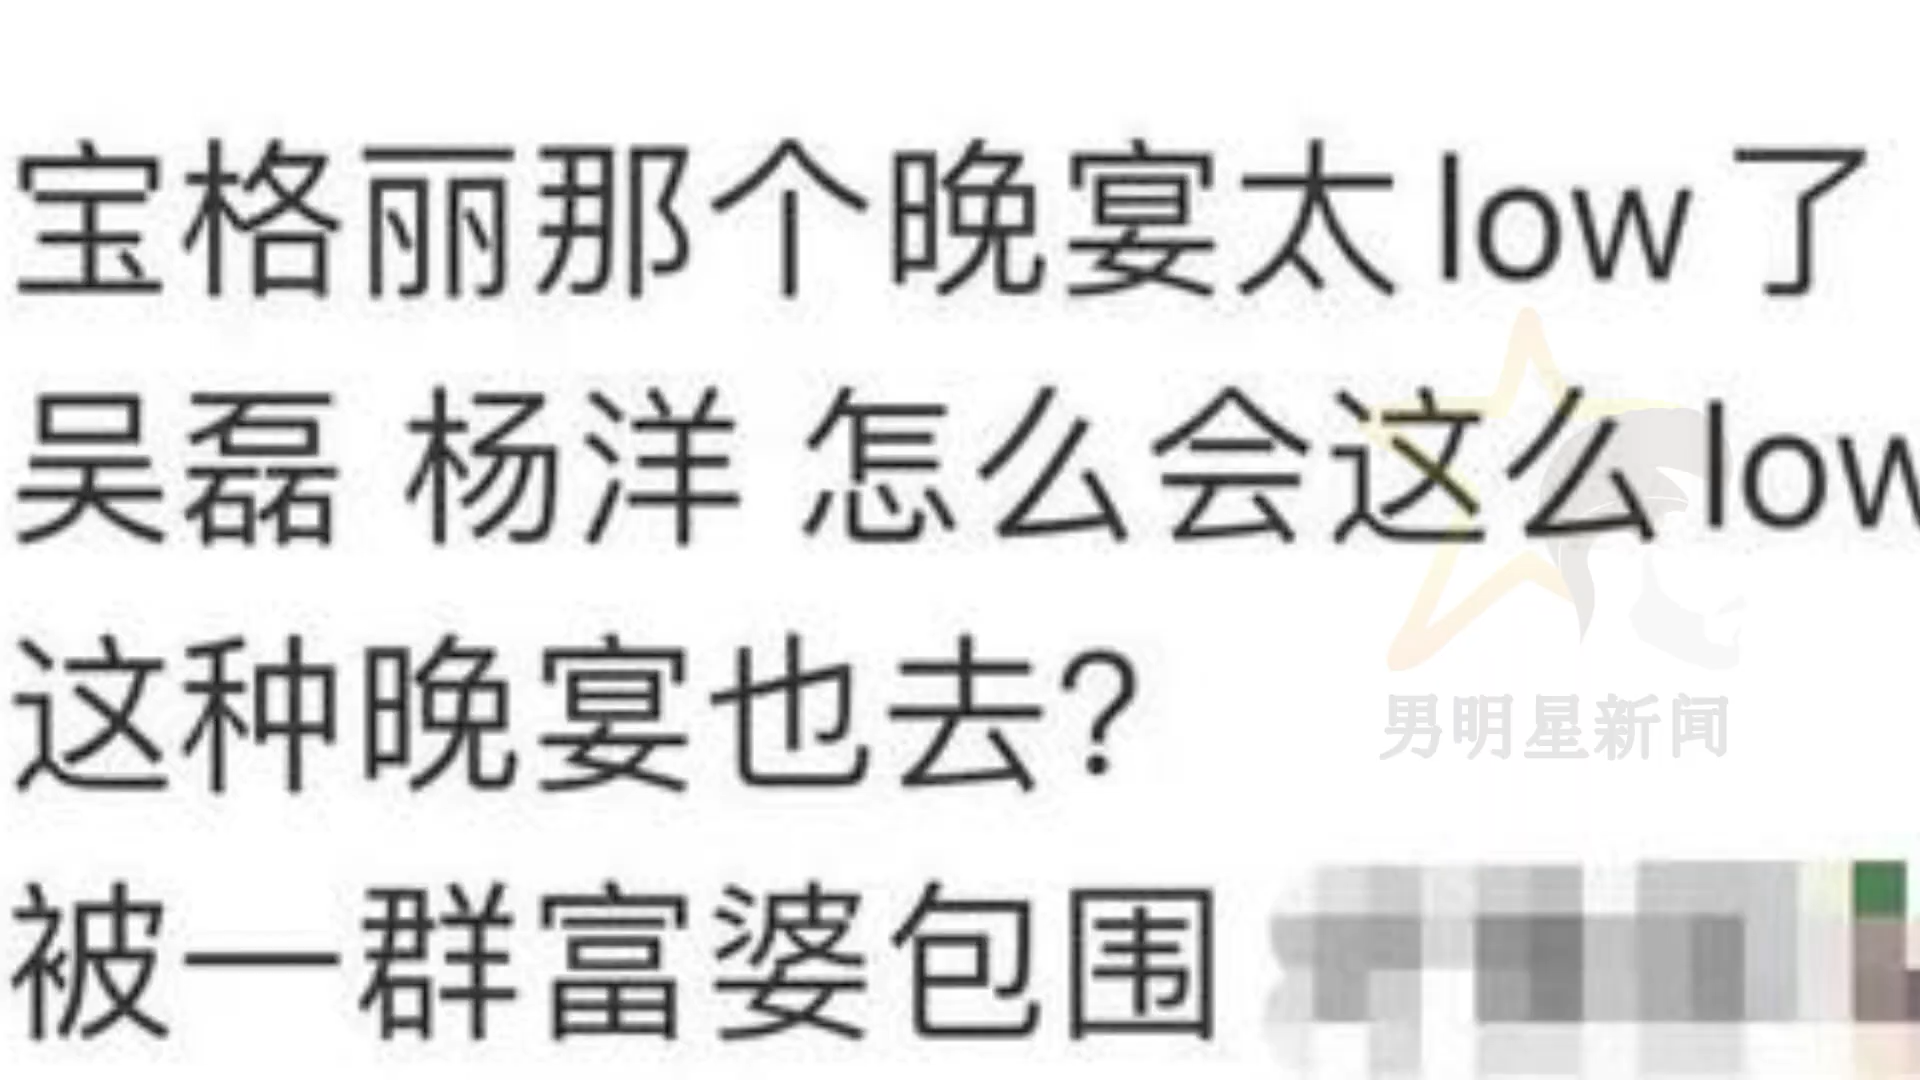 宝格丽那个晚宴太low了
吴磊 杨洋 怎么会这么low
这种晚宴也去?
被一群富婆包围
男明星新闻